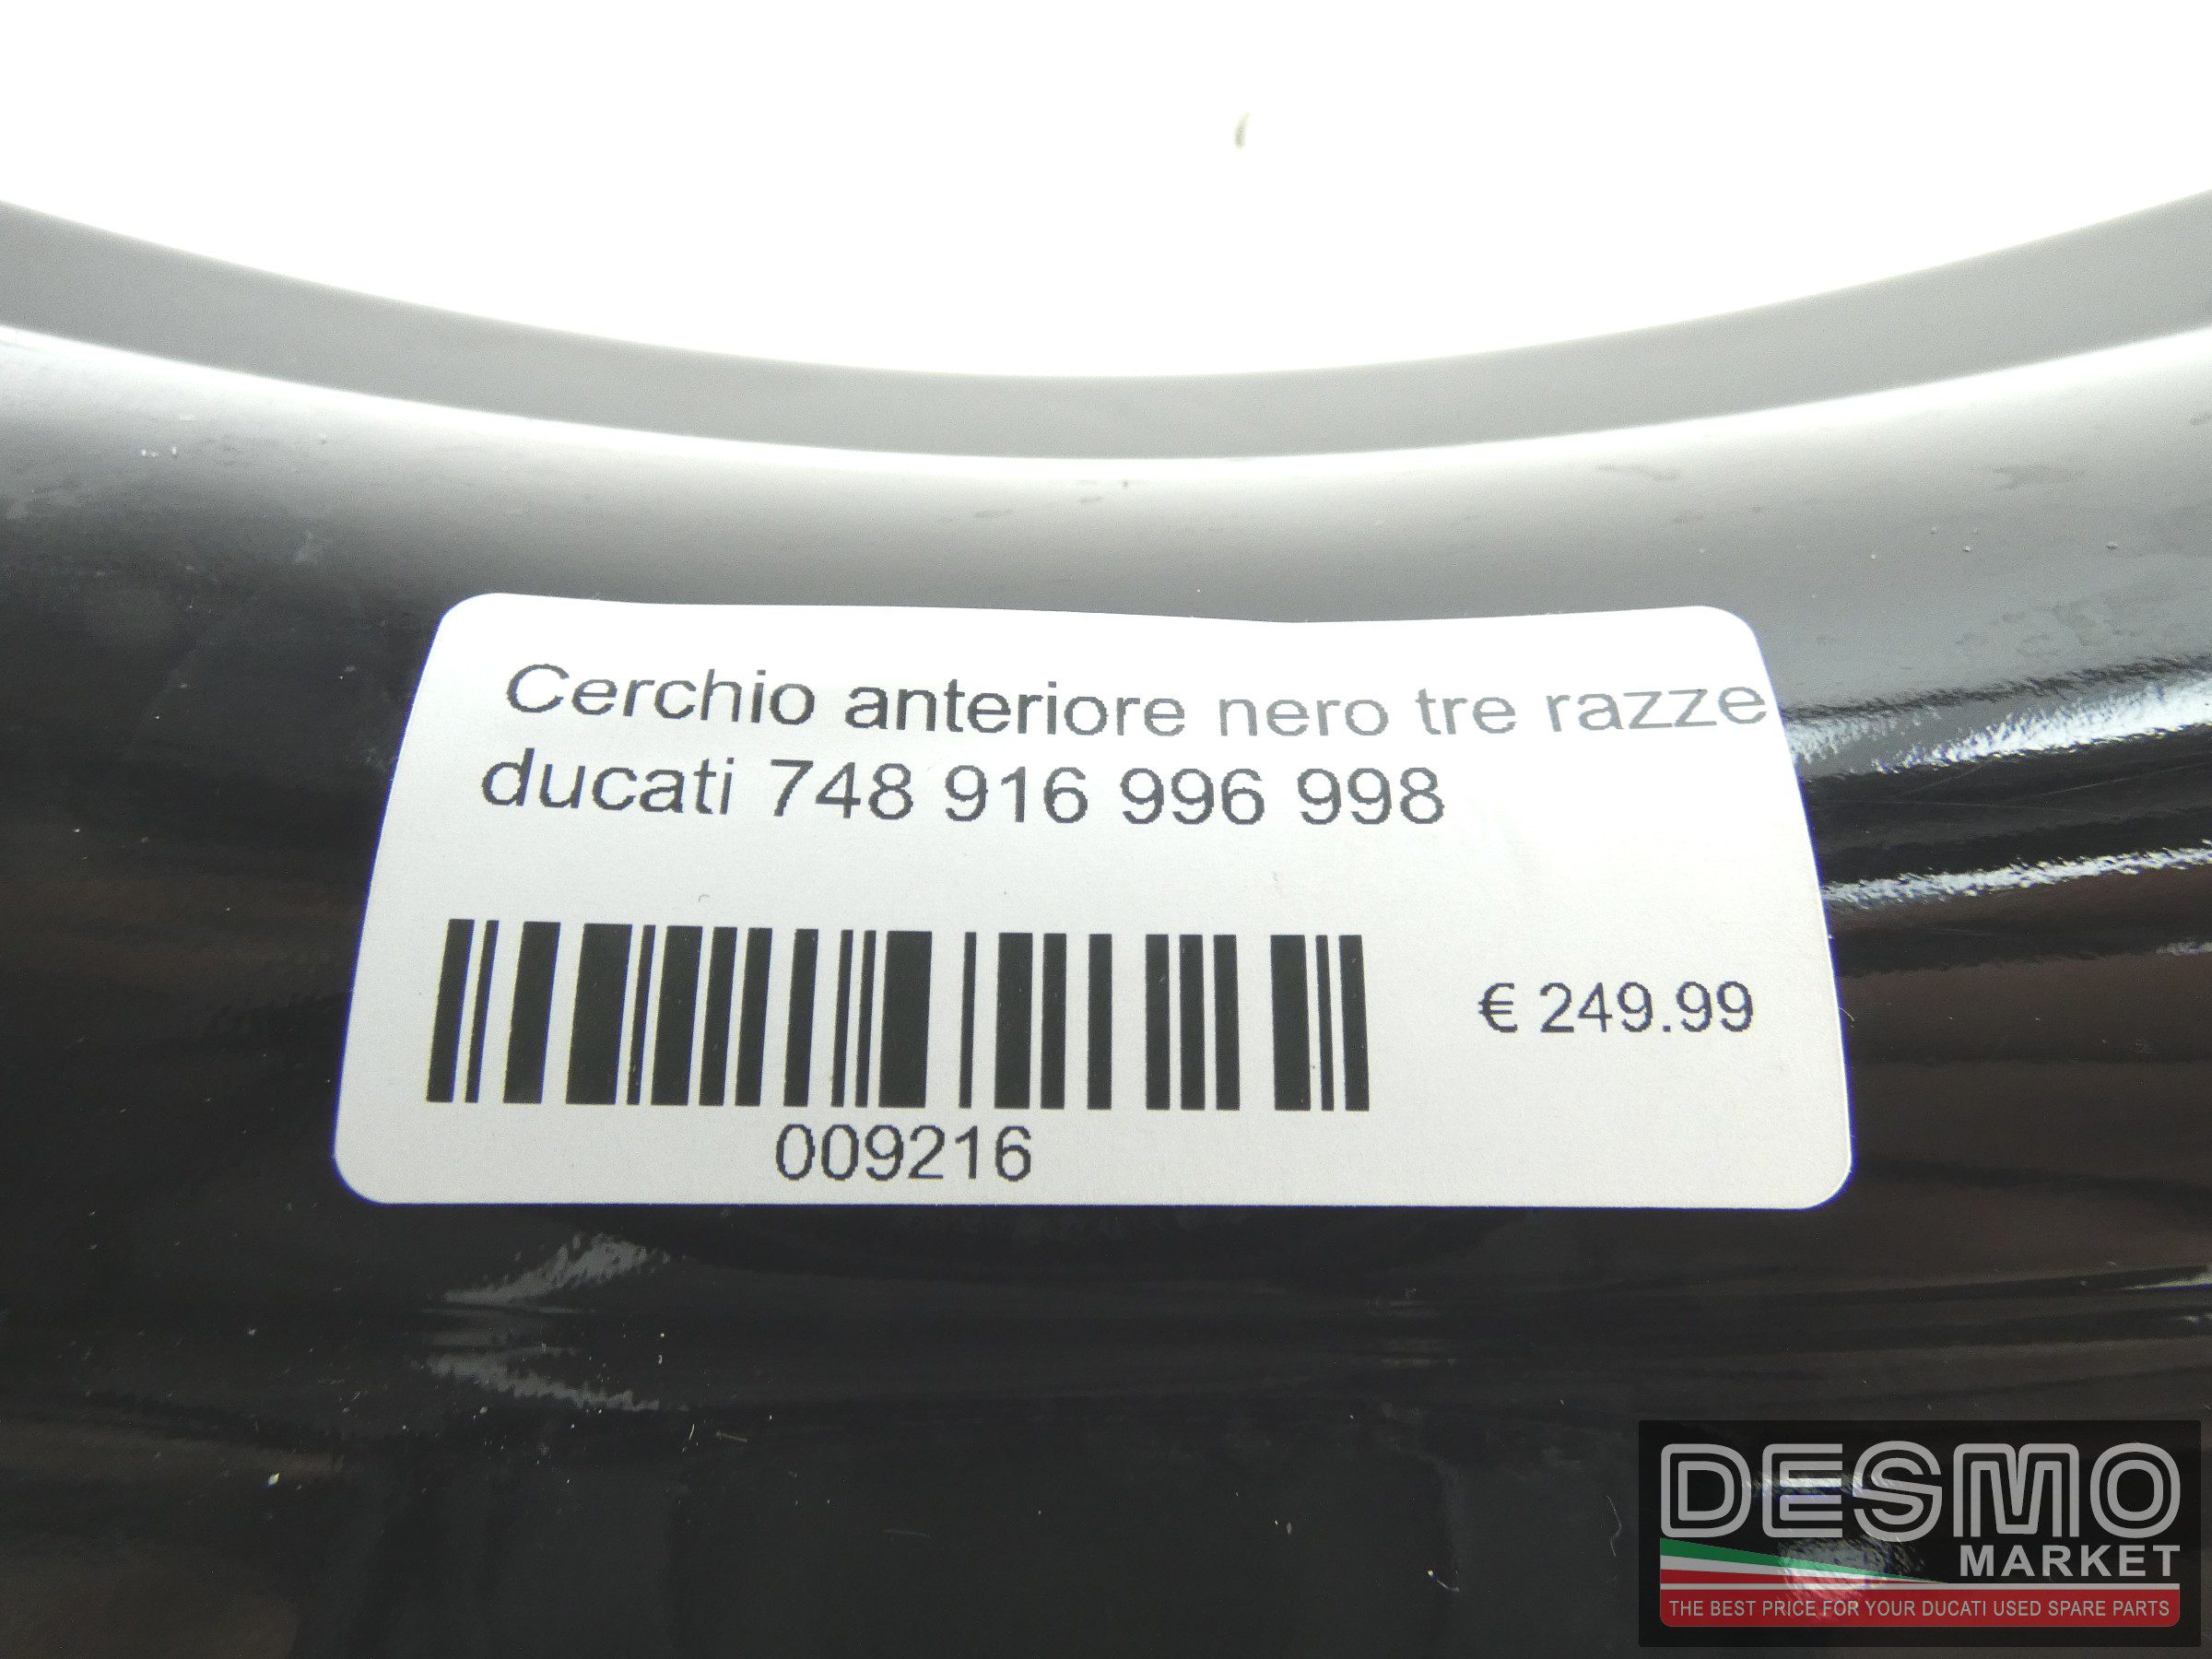 Cerchio anteriore nero tre razze
ducati 748 916 996 998
€ 249.99
009216
DESMO
MARKET
THE BEST PRICE FOR YOUR DUCATI USED SPARE PARTS